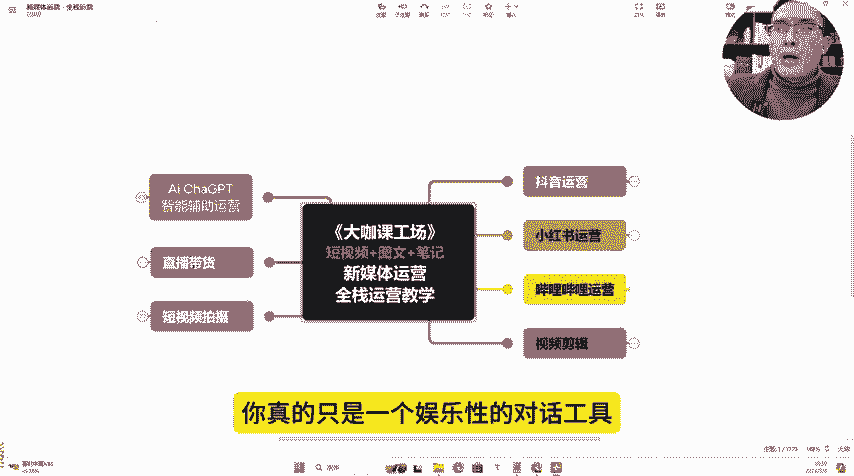 Ai ChaGPT
智能辅助运营
直播带货
短视频拍摄
《大咖课工场》
短视频+图文+笔记
新媒体运营
全栈运营教学
抖音运营
小红书运营
哔哩哔哩运营
视频剪辑
你真的只是一个娱乐性的对话工具